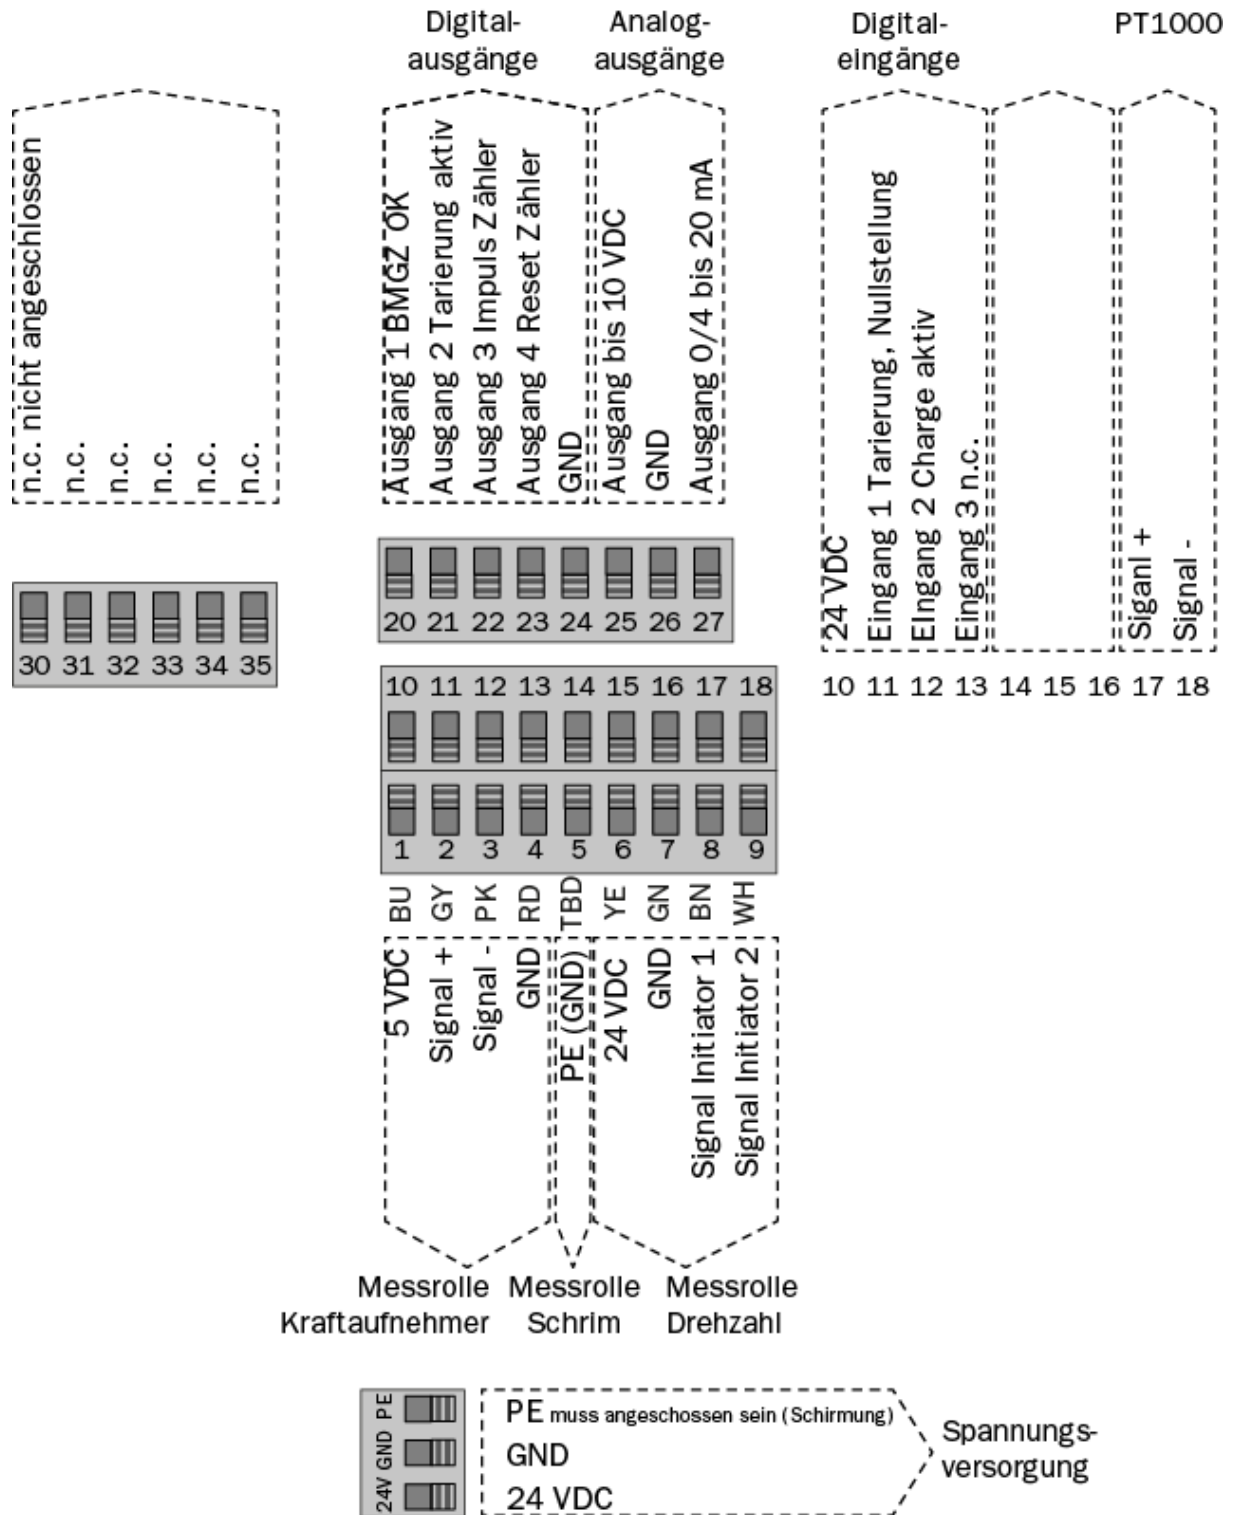 Digital-
ausgänge
Analog-
ausgänge
Digital-
eingänge
PT1000
n.c. nicht angeschlossen
n.c.
n.c.
n.c.
n.c.
n.c.
Ausgang 1 BMGZ OK
Ausgang 2 Tarierung aktiv
Ausgang 3 Impuls Zähler
Ausgang 4 Reset Zähler
GND
Ausgang bis 10 VDC
GND
Ausgang 0/4 bis 20 mA
24 VDC
Eingang 1 Tarierung, Nullstellung
EIngang 2 Charge aktiv
Eingang 3 n.c.
Siganl +
Signal -
30 31 32 33 34 35
20 21 22 23 24 25 26 27
10 11 12 13 14 15 16 17 18
10 11 12 13 14 15 16 17 18
1 2 3 4 5 6 7 8 9
BU
GY
PK
RD
TBD
YE
GN
BN
WH
5 VDC
Signal +
Signal -
GND
PE (GND)
24 VDC
GND
Signal Initiator 1
Signal Initiator 2
Messrolle
Kraftaufnehmer
Messrolle
Schrim
Messrolle
Drehzahl
PE
GND
24V
PE muss angeschossen sein (Schirmung)
GND
24 VDC
Spannungs-
versorgung